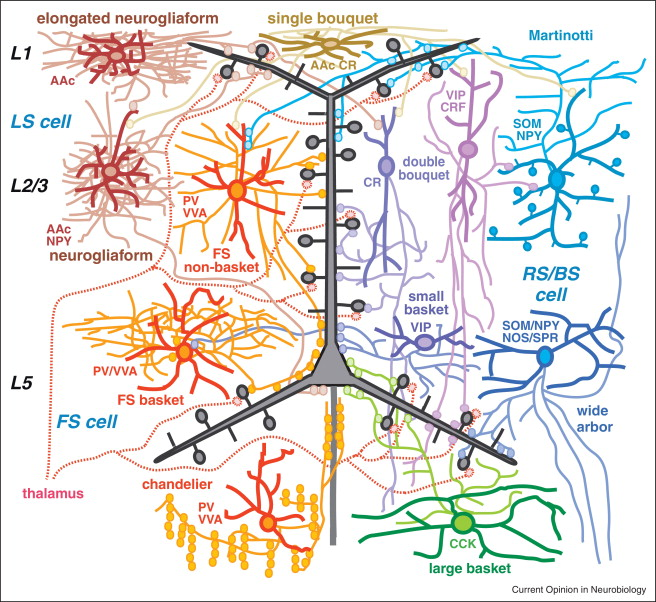 elongated neurogliaform
single bouquet
Martinotti
L1
AAc
AAc CR
VIP
CRF
SOM
NPY
LS cell
double
bouquet
CR
L2/3
PV
VVA
AAc
NPY
neurogliaform
FS
non-basket
RS/BS
cell
small
basket
VIP
SOM/NPY
NOS/SPR
PV/VVA
L5
FS basket
FS cell
wide
arbor
thalamus
chandelier
PV
VVA
CCK
large basket
Current Opinion in Neurobiology